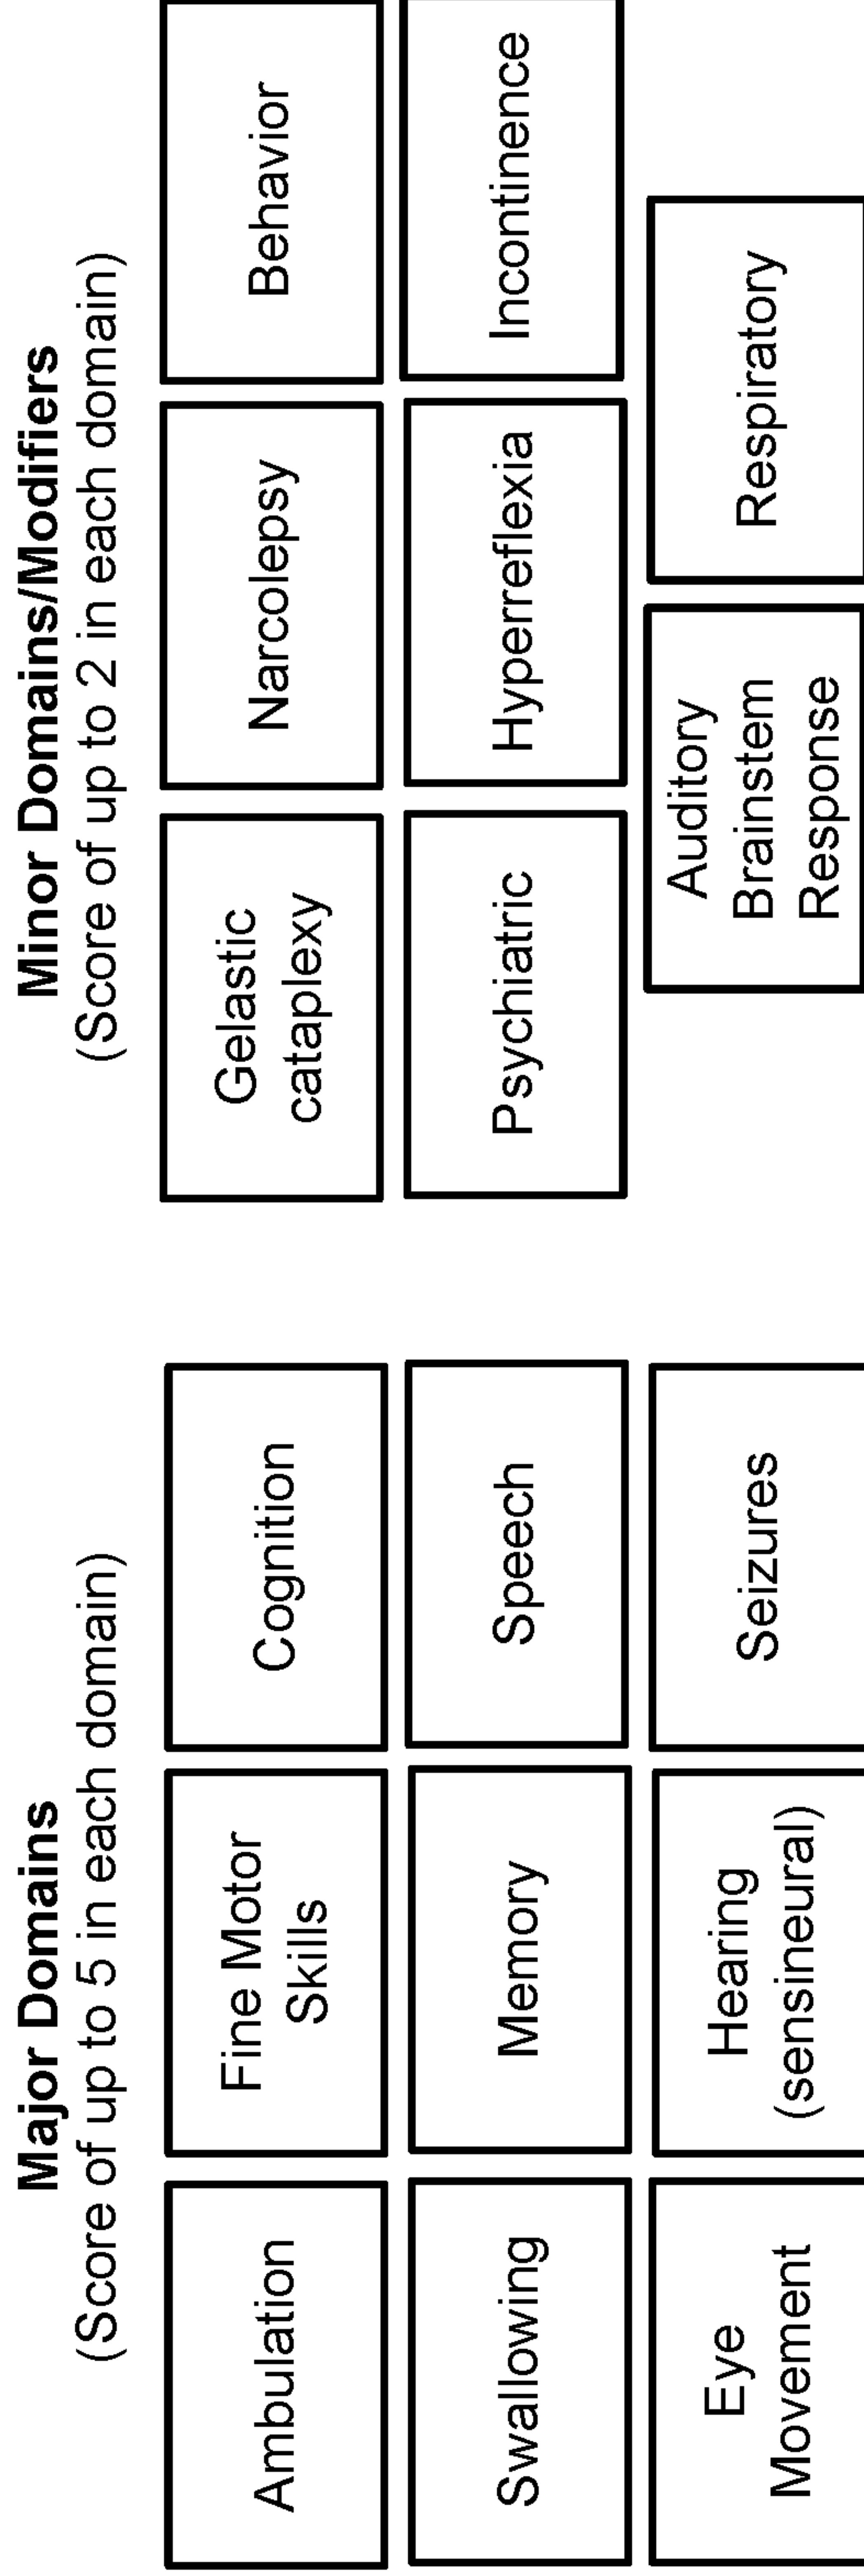 Major Domains
(Score of up to 5 in each domain)
Ambulation
Fine Motor
Skills
Cognition
Swallowing
Memory
Speech
Eye
Movement
Hearing
(sensineural)
Seizures
Minor Domains/Modifiers
(Score of up to 2 in each domain)
Gelastic
cataplexy
Narcolepsy
Behavior
Psychiatric
Hyperreflexia
Incontinence
Auditory
Brainstem
Response
Respiratory